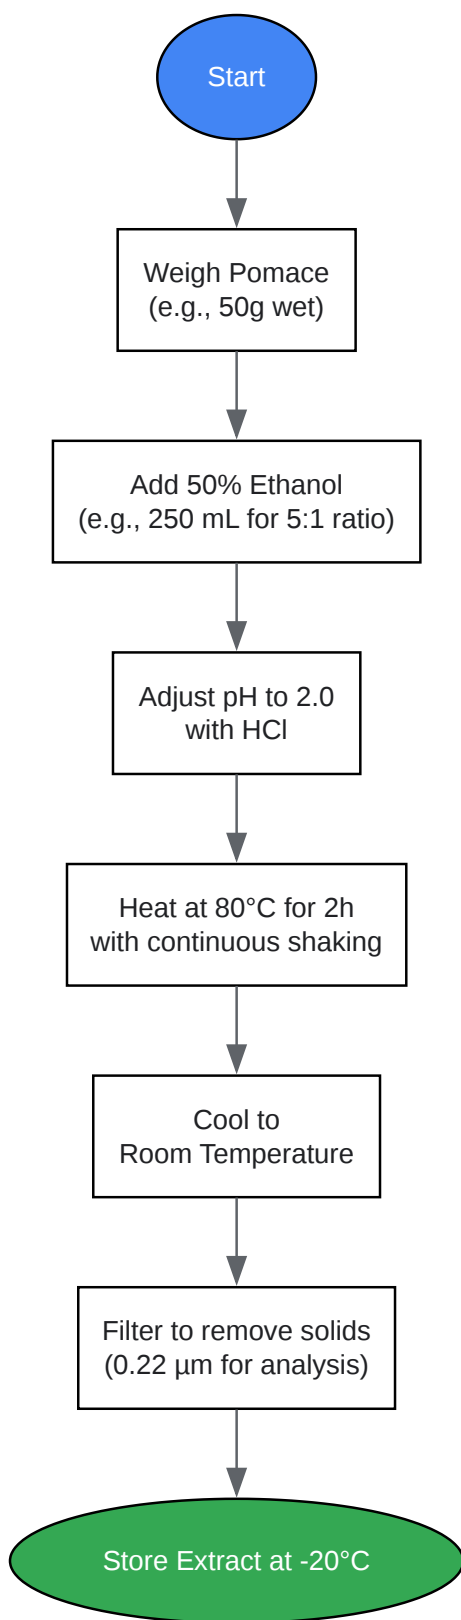 Start
Weigh Pomace
(e.g., 50g wet)
Add 50% Ethanol
(e.g., 250 mL for 5:1 ratio)
Adjust pH to 2.0
with HCl
Heat at 80°C for 2h
with continuous shaking
Cool to
Room Temperature
Filter to remove solids
(0.22 µm for analysis)
Store Extract at -20°C